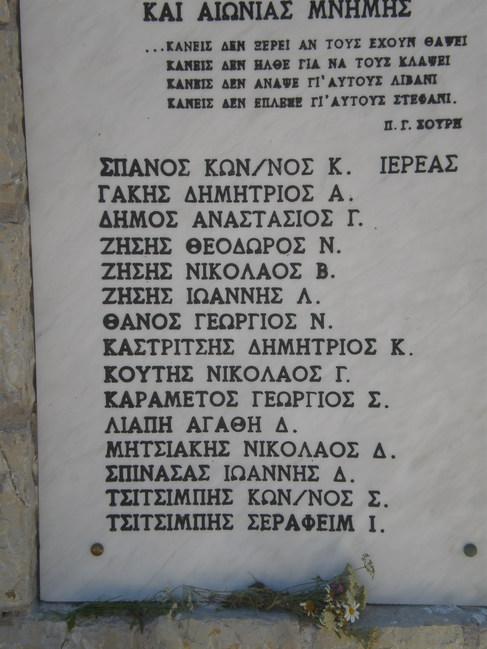 ΚΑΙ ΑΙΩΝΙΑΣ ΜΝΗΜΗΣ
...ΚΑΝΕΙΣ ΔΕΝ ΞΕΡΕΙ ΑΝ ΤΟΥΣ ΕΧΟΥΝ ΘΑΨΕΙ
ΚΑΝΕΙΣ ΔΕΝ ΗΛΘΕ ΓΙΑ ΝΑ ΤΟΥΣ ΚΛΑΨΕΙ
ΚΑΝΕΙΣ ΔΕΝ ΑΝΑΨΕ ΓΙ'ΑΥΤΟΥΣ ΛΙΒΑΝΙ
ΚΑΝΕΙΣ ΔΕΝ ΕΠΛΕΞΕ ΓΙ'ΑΥΤΟΥΣ ΣΤΕΦΑΝΙ.
Π. Γ. ΣΟΥΡΗ
ΣΠΑΝΟΣ ΚΩΝ/ΝΟΣ Κ. ΙΕΡΕΑΣ
ΓΑΚΗΣ ΔΗΜΗΤΡΙΟΣ Α.
ΔΗΜΟΣ ΑΝΑΣΤΑΣΙΟΣ Γ.
ΖΗΣΗΣ ΘΕΟΔΩΡΟΣ Ν.
ΖΗΣΗΣ ΝΙΚΟΛΑΟΣ Β.
ΖΗΣΗΣ ΙΩΑΝΝΗΣ Λ.
ΘΑΝΟΣ ΓΕΩΡΓΙΟΣ Ν.
ΚΑΣΤΡΙΤΣΗΣ ΔΗΜΗΤΡΙΟΣ Κ.
ΚΟΥΤΗΣ ΝΙΚΟΛΑΟΣ Γ.
ΚΑΡΑΜΕΤΟΣ ΓΕΩΡΓΙΟΣ Σ.
ΛΙΑΠΗ ΑΓΑΘΗ Δ.
ΜΗΤΣΙΑΚΗΣ ΝΙΚΟΛΑΟΣ Δ.
ΣΠΙΝΑΣΑΣ ΙΩΑΝΝΗΣ Δ.
ΤΣΙΤΣΙΜΠΗΣ ΚΩΝ/ΝΟΣ Σ.
ΤΣΙΤΣΙΜΠΗΣ ΣΕΡΑΦΕΙΜ Ι.